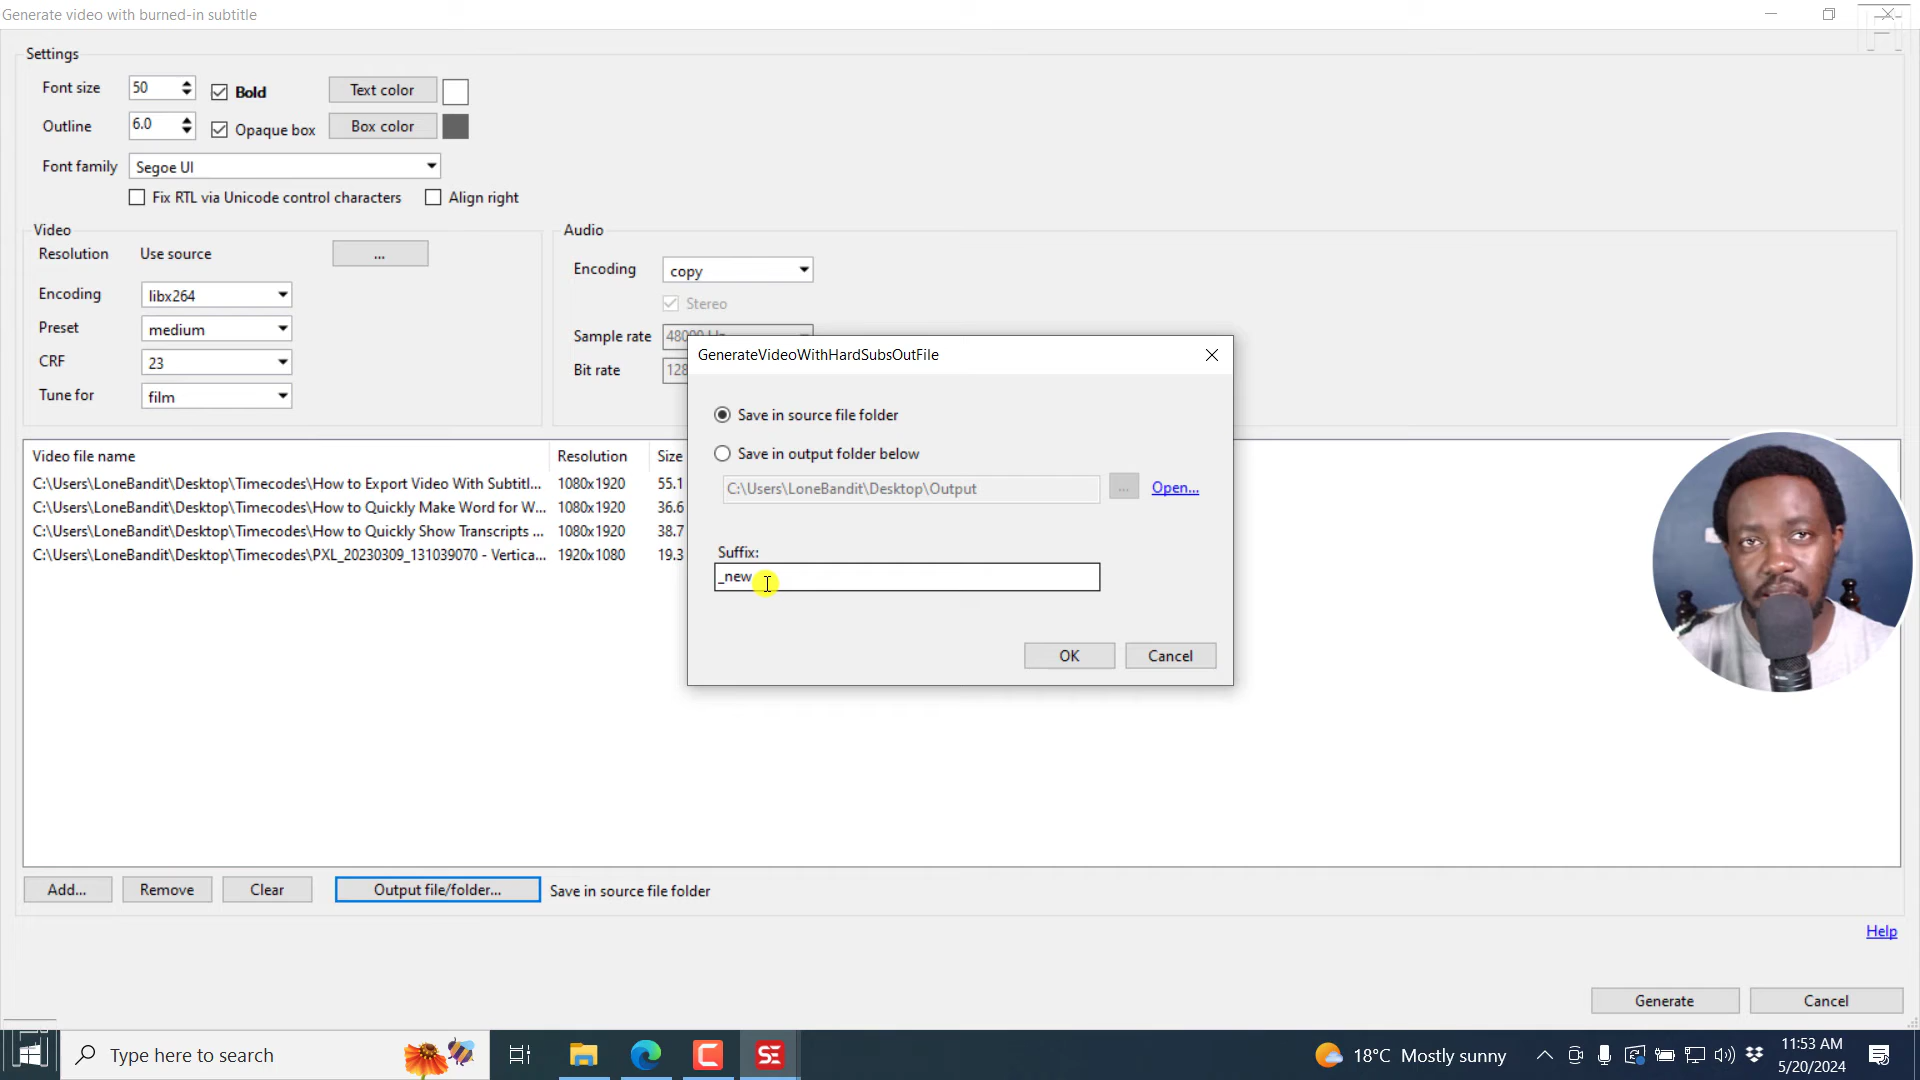 Generate video with burned-in subtitle
Settings
Font size 50 Bold Text color
Outline 6.0 Opaque box Box color
Font family Segoe UI
Fix RTL via Unicode control characters Align right
Video
Resolution Use source ...
Encoding libx264
Preset medium
CRF 23
Tune for film
Audio
Encoding copy
Stereo
Sample rate 48000 Hz
Bit rate 128
GenerateVideoWithHardSubsOutFile
Save in source file folder
Save in output folder below
C:\Users\LoneBandit\Desktop\Output ... Open...
Suffix:
_new
OK Cancel
Video file name Resolution Size
C:\Users\LoneBandit\Desktop\Timecodes\How to Export Video With Subtitl... 1080x1920 55.1
C:\Users\LoneBandit\Desktop\Timecodes\How to Quickly Make Word for W... 1080x1920 36.6
C:\Users\LoneBandit\Desktop\Timecodes\How to Quickly Show Transcripts ... 1080x1920 38.7
C:\Users\LoneBandit\Desktop\Timecodes\PXL_20230309_131039070 - Vertica... 1920x1080 19.3
Add... Remove Clear Output file/folder... Save in source file folder
Help
Generate Cancel
Type here to search
SE
18°C Mostly sunny
11:53 AM
5/20/2024